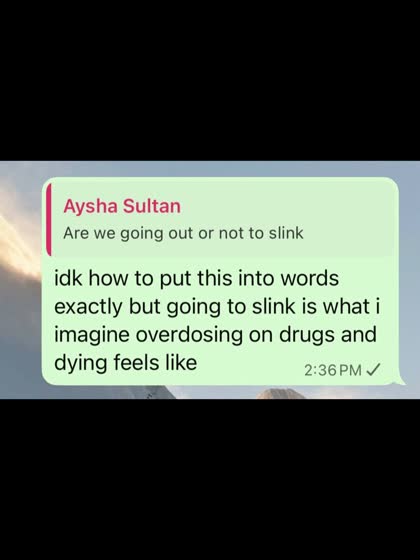 Aysha Sultan
Are we going out or not to slink
idk how to put this into words
exactly but going to slink is what i
imagine overdosing on drugs and
dying feels like
2:36 PM